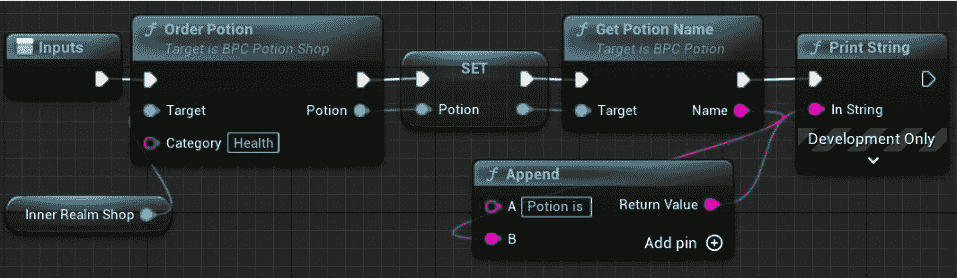 Inputs
Order Potion
Target is BPC Potion Shop
Target
Potion
Category Health
Inner Realm Shop
SET
Potion
Get Potion Name
Target is BPC Potion
Target
Name
Append
A Potion is
Return Value
B
Add pin
Print String
In String
Development Only